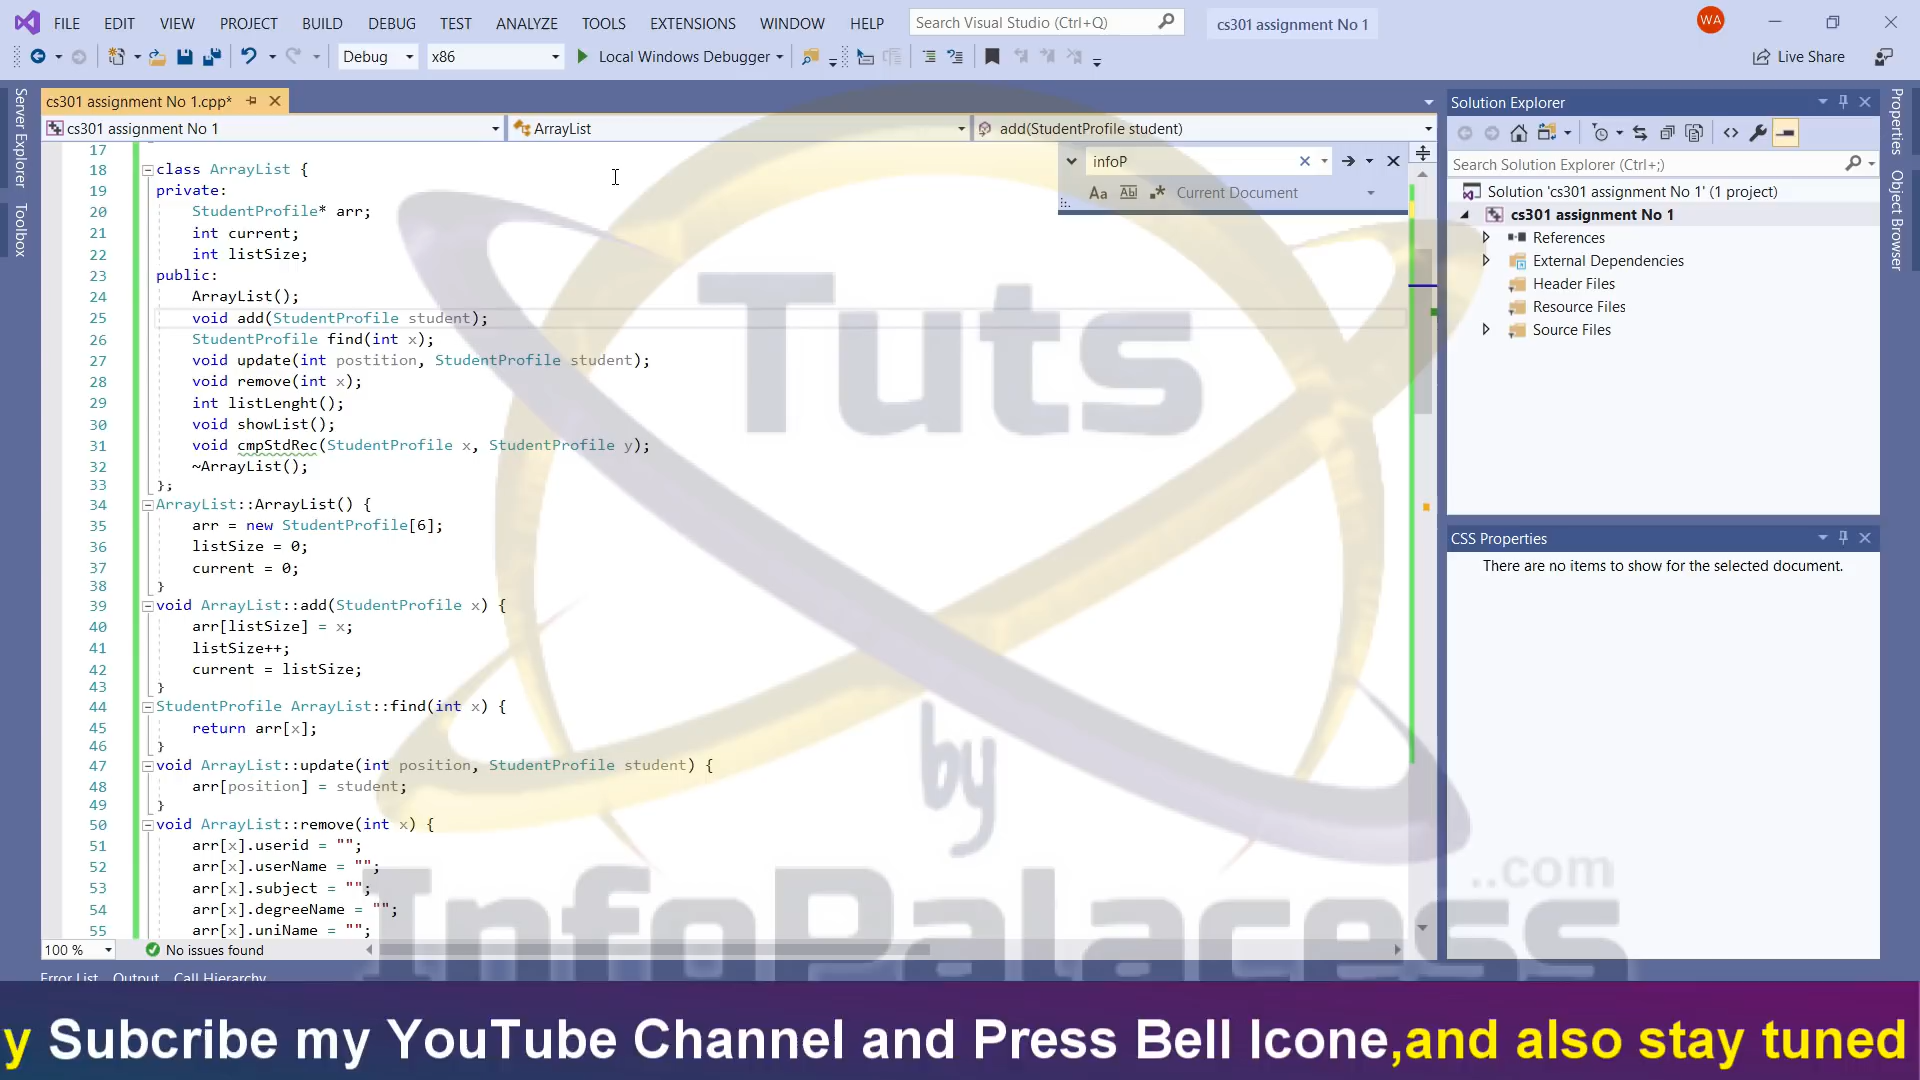 FILE EDIT VIEW PROJECT BUILD DEBUG TEST ANALYZE TOOLS EXTENSIONS WINDOW HELP Search Visual Studio (Ctrl+Q) cs301 assignment No 1 WA
Debug x86 Local Windows Debugger Live Share
Server Explorer
Toolbox
cs301 assignment No 1.cpp*
cs301 assignment No 1 ArrayList add(StudentProfile student)
infoP
Aa Abl Current Document
17
18 class ArrayList {
19 private:
20 StudentProfile* arr;
21 int current;
22 int listSize;
23 public:
24 ArrayList();
25 void add(StudentProfile student);
26 StudentProfile find(int x);
27 void update(int postition, StudentProfile student);
28 void remove(int x);
29 int listLenght();
30 void showList();
31 void cmpStdRec(StudentProfile x, StudentProfile y);
32 ~ArrayList();
33 };
34 ArrayList::ArrayList() {
35 arr = new StudentProfile[6];
36 listSize = 0;
37 current = 0;
38 }
39 void ArrayList::add(StudentProfile x) {
40 arr[listSize] = x;
41 listSize++;
42 current = listSize;
43 }
44 StudentProfile ArrayList::find(int x) {
45 return arr[x];
46 }
47 void ArrayList::update(int position, StudentProfile student) {
48 arr[position] = student;
49 }
50 void ArrayList::remove(int x) {
51 arr[x].userid = "";
52 arr[x].userName = "";
53 arr[x].subject = "";
54 arr[x].degreeName = "";
55 arr[x].uniName = "";
100 % No issues found
Error List Output Call Hierarchy
Solution Explorer
Search Solution Explorer (Ctrl+;)
Solution 'cs301 assignment No 1' (1 project)
cs301 assignment No 1
References
External Dependencies
Header Files
Resource Files
Source Files
CSS Properties
There are no items to show for the selected document.
Properties
Object Browser
Tuts
by
InfoPalacess
..com
y Subcribe my YouTube Channel and Press Bell Icone,and also stay tuned